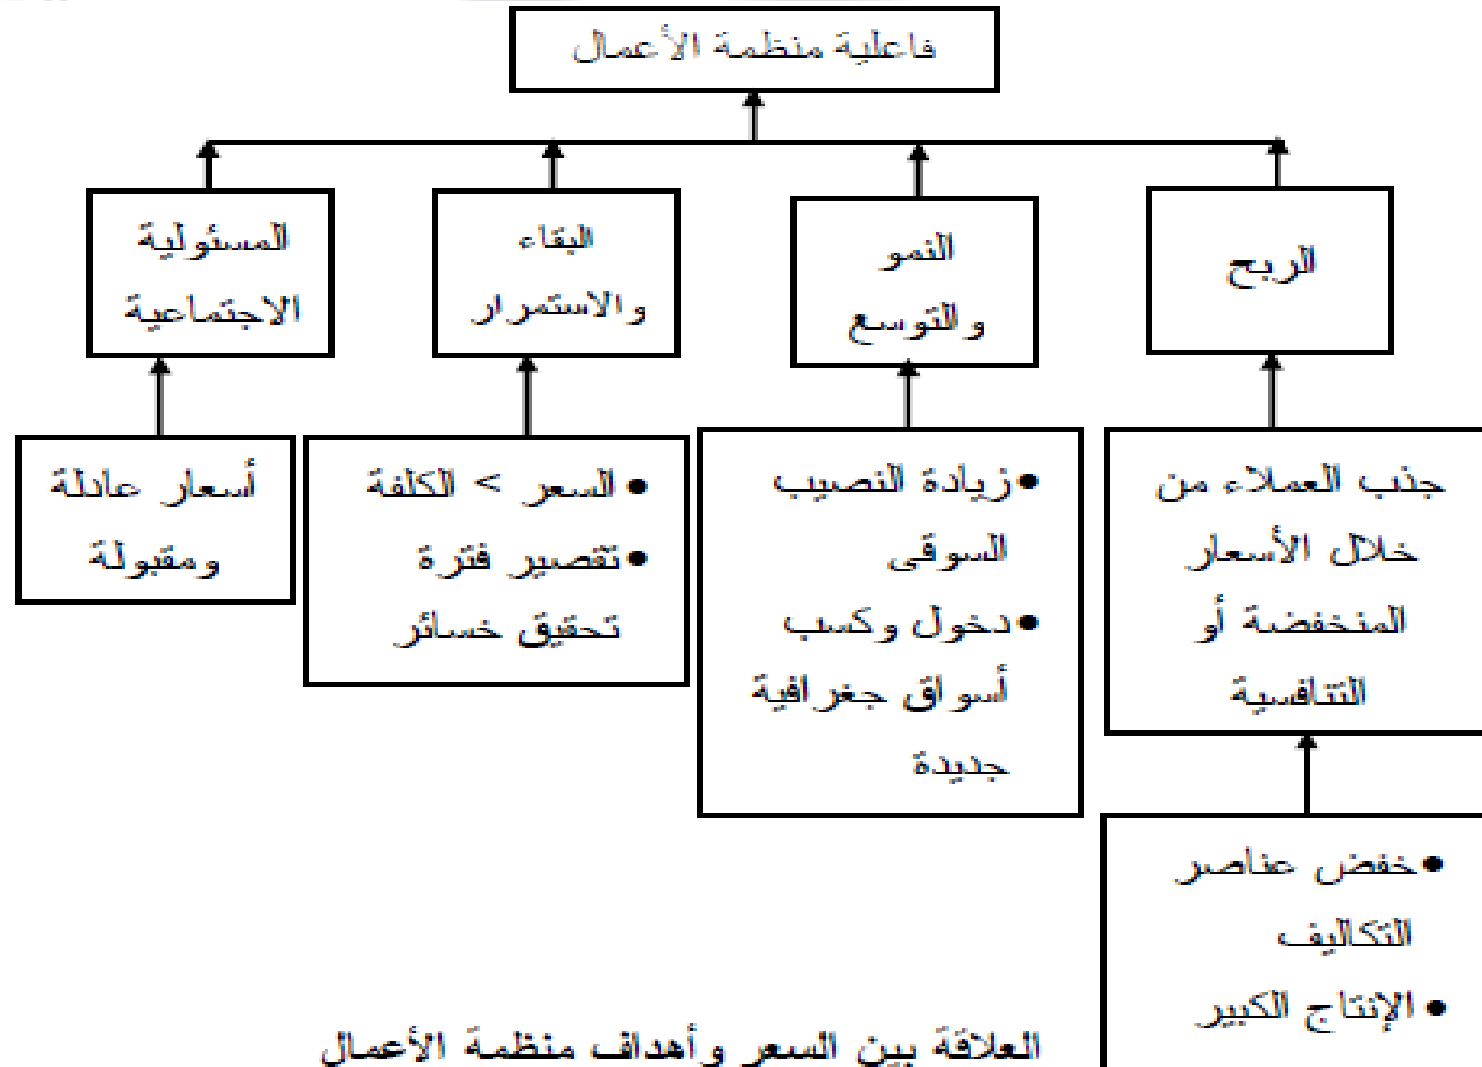 فاعلية منظمة الأعمال
الربح
النمو
والتوسع
البقاء
والاستمرار
المسئولية
الاجتماعية
جذب العملاء من
خلال الأسعار
المنخفضة أو
التنافسية
• زيادة النصيب
السوقى
• دخول وكسب
أسواق جغرافية
جديدة
• السعر > الكلفة
• تقصير فترة
تحقيق خسائر
أسعار عادلة
ومقبولة
• خفض عناصر
التكاليف
• الإنتاج الكبير
العلاقة بين السعر وأهداف منظمة الأعمال